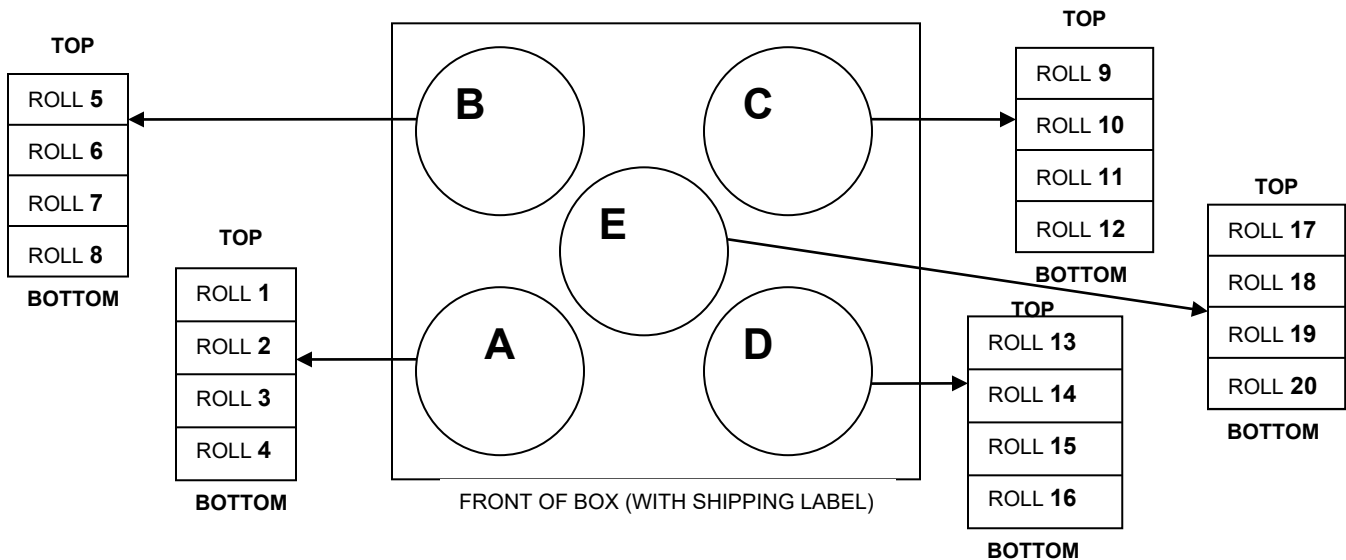 TOP
ROLL 5
ROLL 6
ROLL 7
ROLL 8
BOTTOM
TOP
ROLL 1
ROLL 2
ROLL 3
ROLL 4
BOTTOM
B
C
E
A
D
FRONT OF BOX (WITH SHIPPING LABEL)
TOP
ROLL 9
ROLL 10
ROLL 11
ROLL 12
BOTTOM
TOP
ROLL 13
ROLL 14
ROLL 15
ROLL 16
BOTTOM
TOP
ROLL 17
ROLL 18
ROLL 19
ROLL 20
BOTTOM